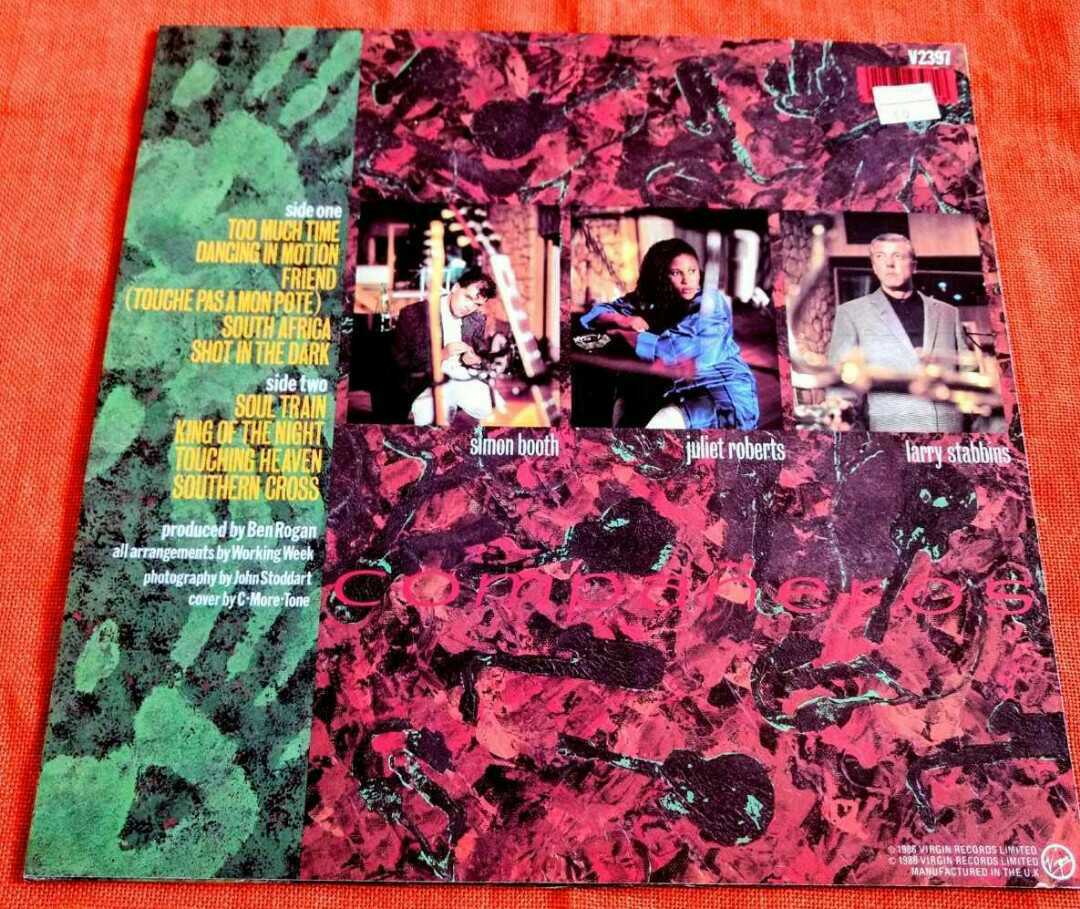 V2397
side one
TOO MUCH TIME
DANCING IN MOTION
FRIEND
(TOUCHE PAS A MON POTE)
SOUTH AFRICA
SHOT IN THE DARK
side two
SOUL TRAIN
KING OF THE NIGHT
TOUCHING HEAVEN
SOUTHERN CROSS
produced by Ben Rogan
all arrangements by Working Week
photography by John Stoddart
cover by C·More·Tone
simon booth
juliet roberts
larry stabbins
companeros
© 1986 VIRGIN RECORDS LIMITED
© 1986 VIRGIN RECORDS LIMITED
MANUFACTURED IN THE U.K
Virgin